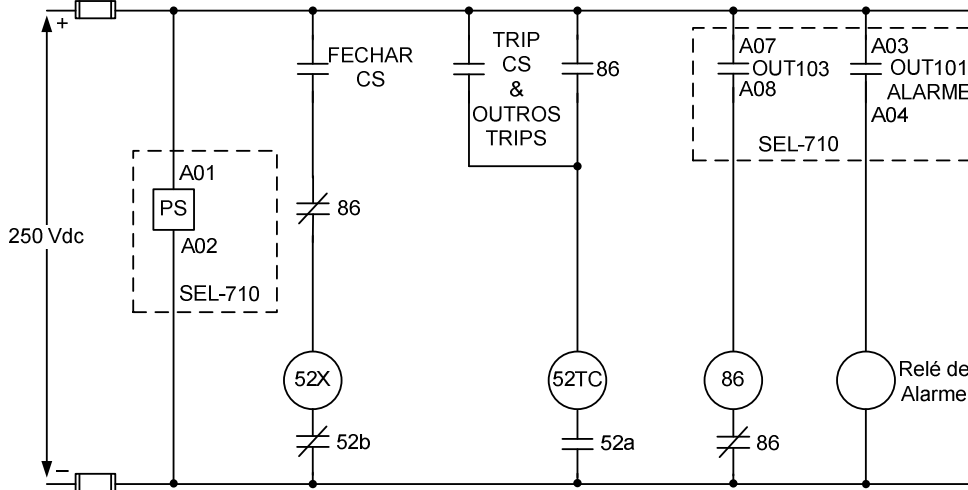 +
250 Vdc
–
A01
PS
A02
SEL-710
FECHAR
CS
86
52X
52b
TRIP
CS
&
OUTROS
TRIPS
86
52TC
52a
A07
OUT103
A08
SEL-710
86
86
A03
OUT101
ALARME
A04
Relé de
Alarme